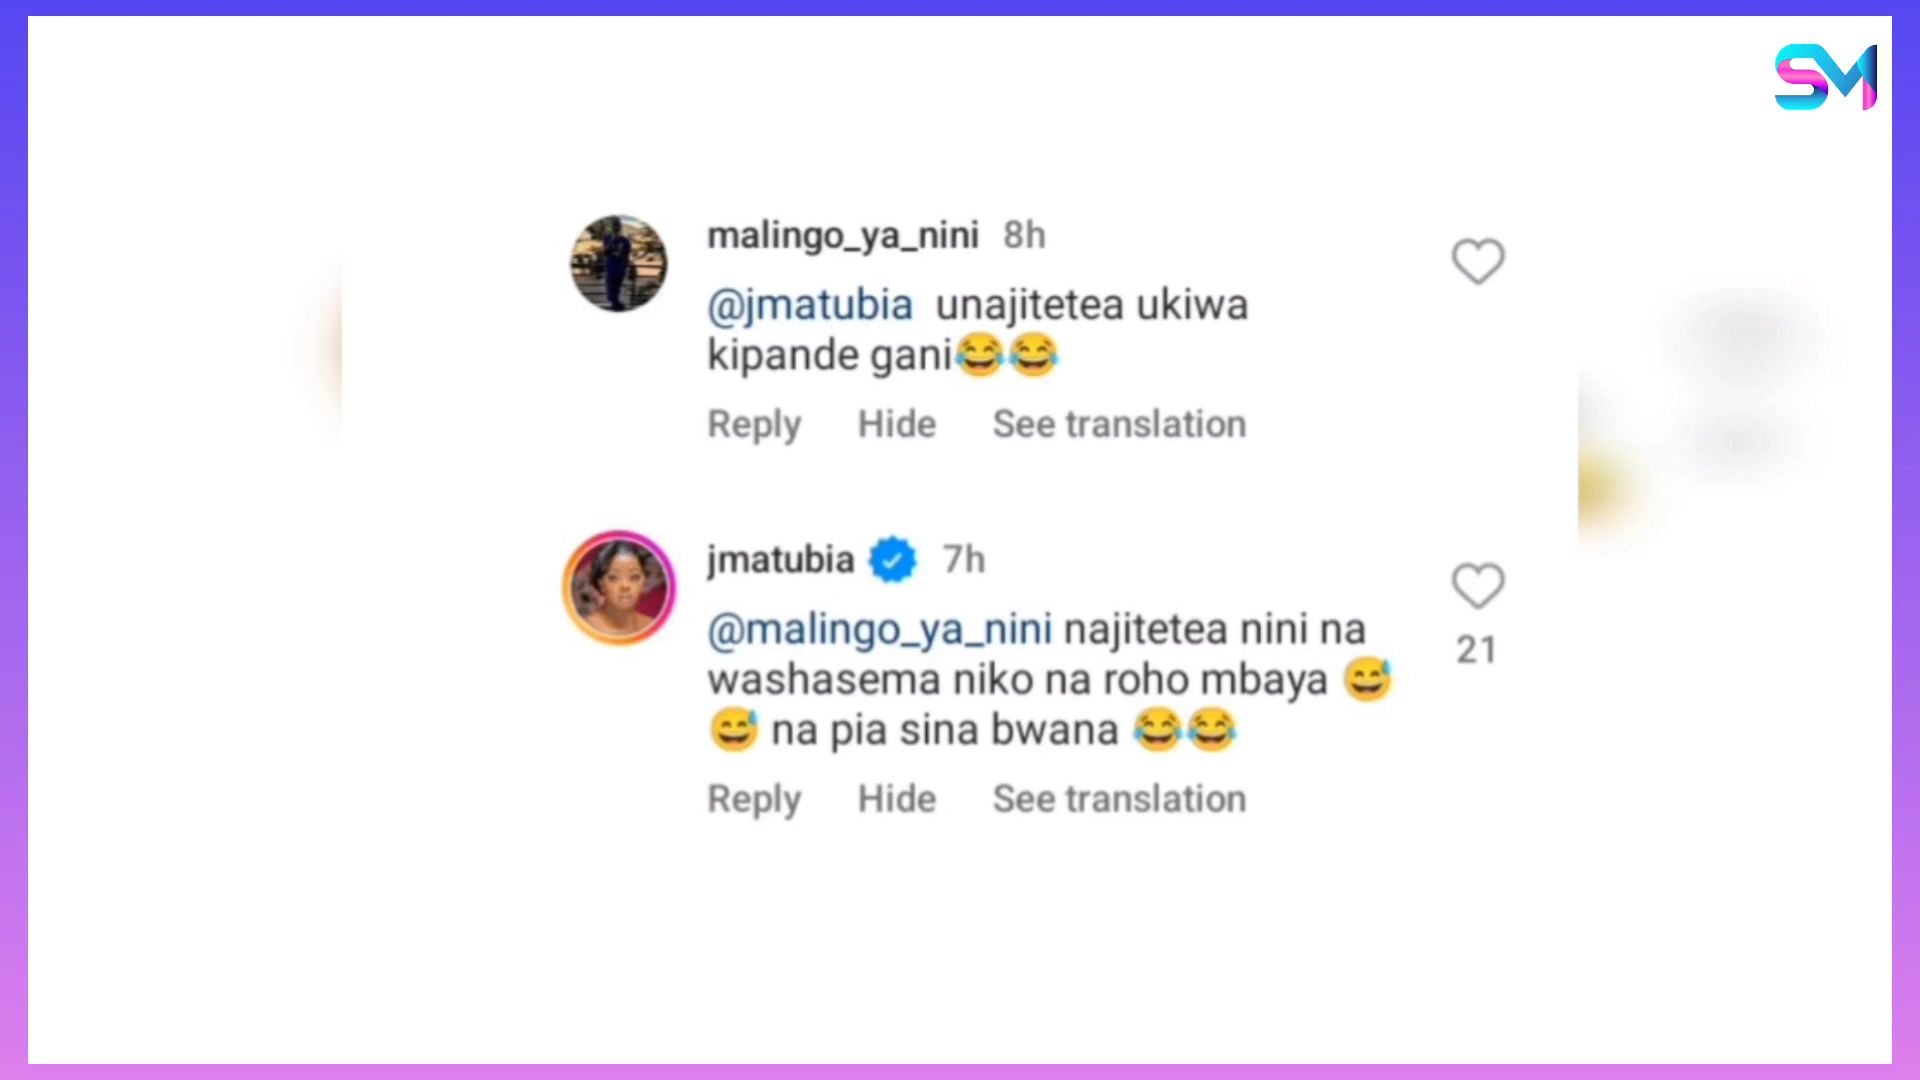 SM
malingo_ya_nini 8h
@jmatubia unajitetea ukiwa
kipande gani😂😂
Reply Hide See translation
jmatubia 7h
@malingo_ya_nini najitetea nini na
washasema niko na roho mbaya 😅
😅 na pia sina bwana 😂😂
21
Reply Hide See translation